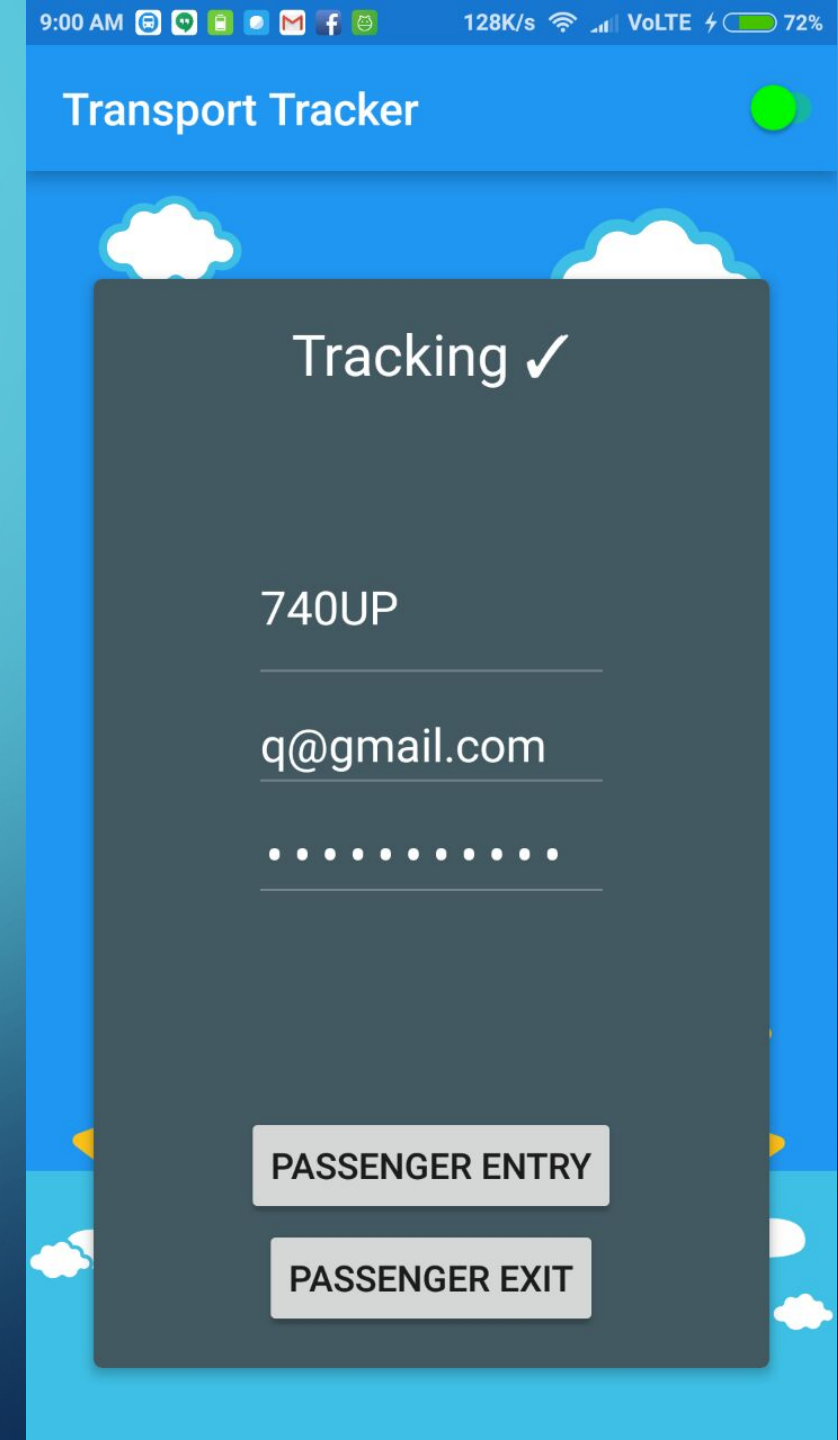 9:00 AM 128K/s VoLTE 72%
Transport Tracker
Tracking ✓
740UP
q@gmail.com
•••••••••••
PASSENGER ENTRY
PASSENGER EXIT